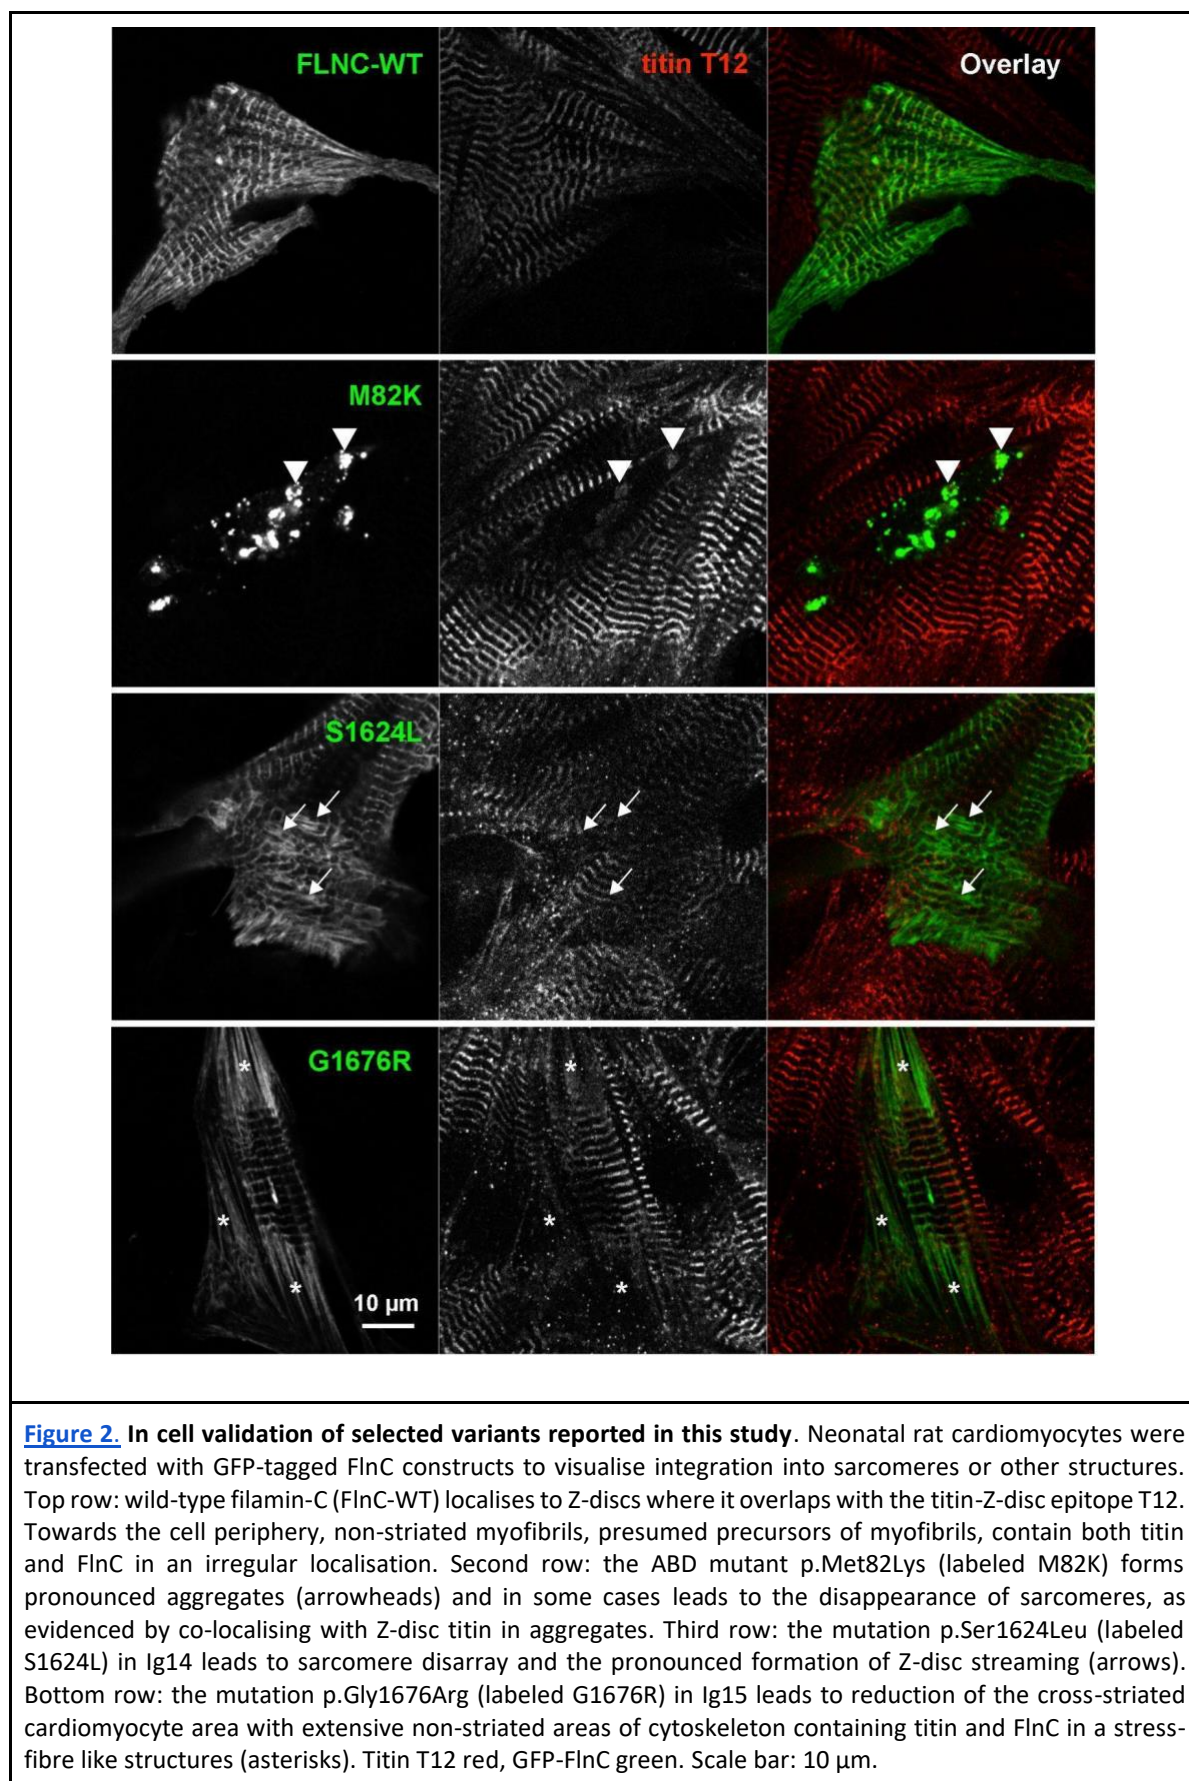 FLNC-WT
titin T12
Overlay
M82K
S1624L
G1676R
*
*
*
*
*
*
*
*
*
10 µm
Figure 2. In cell validation of selected variants reported in this study. Neonatal rat cardiomyocytes were
transfected with GFP-tagged FlnC constructs to visualise integration into sarcomeres or other structures.
Top row: wild-type filamin-C (FlnC-WT) localises to Z-discs where it overlaps with the titin-Z-disc epitope T12.
Towards the cell periphery, non-striated myofibrils, presumed precursors of myofibrils, contain both titin
and FlnC in an irregular localisation. Second row: the ABD mutant p.Met82Lys (labeled M82K) forms
pronounced aggregates (arrowheads) and in some cases leads to the disappearance of sarcomeres, as
evidenced by co-localising with Z-disc titin in aggregates. Third row: the mutation p.Ser1624Leu (labeled
S1624L) in Ig14 leads to sarcomere disarray and the pronounced formation of Z-disc streaming (arrows).
Bottom row: the mutation p.Gly1676Arg (labeled G1676R) in Ig15 leads to reduction of the cross-striated
cardiomyocyte area with extensive non-striated areas of cytoskeleton containing titin and FlnC in a stress-
fibre like structures (asterisks). Titin T12 red, GFP-FlnC green. Scale bar: 10 µm.